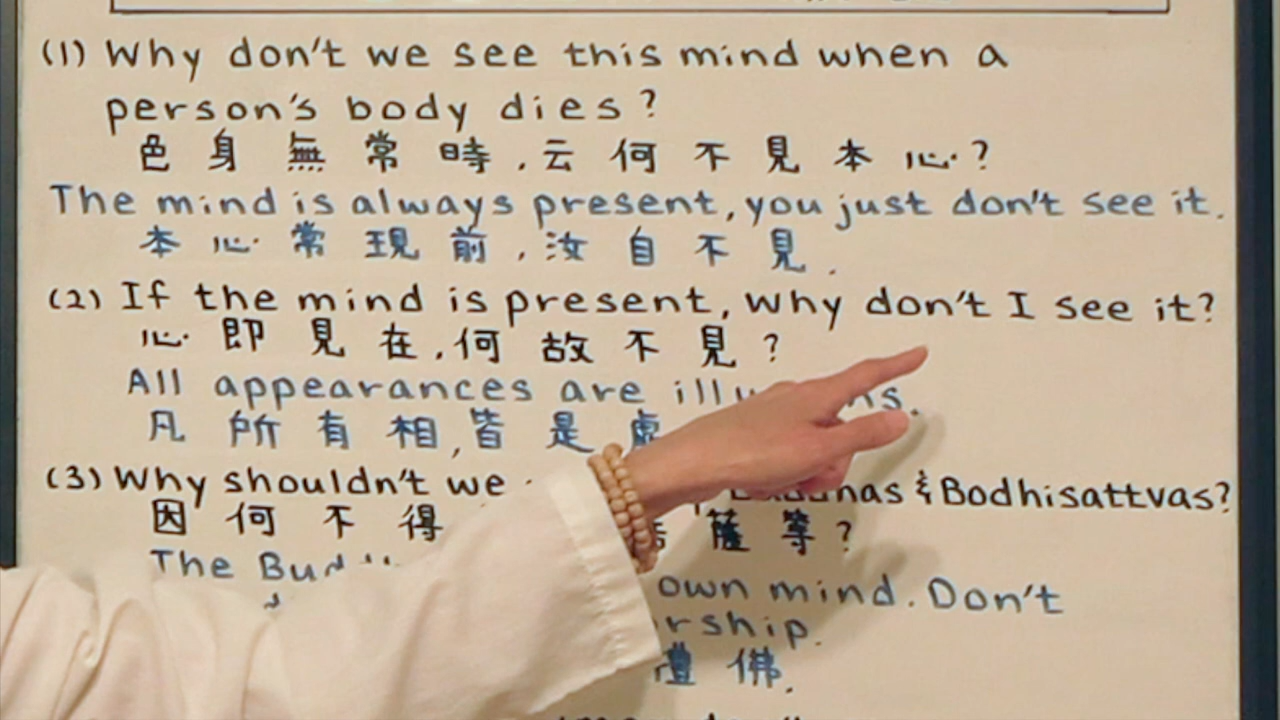 (1) Why don't we see this mind when a
person's body dies?
色身無常時,云何不見本心?
The mind is always present, you just don't see it.
本心常現前,汝自不見.
(2) If the mind is present, why don't I see it?
心即見在,何故不見?
All appearances are
凡所有相,皆是
(3) Why shouldn't we & Bodhisattvas?
因何不得 薩等?
The
own mind. Don't
禮佛.